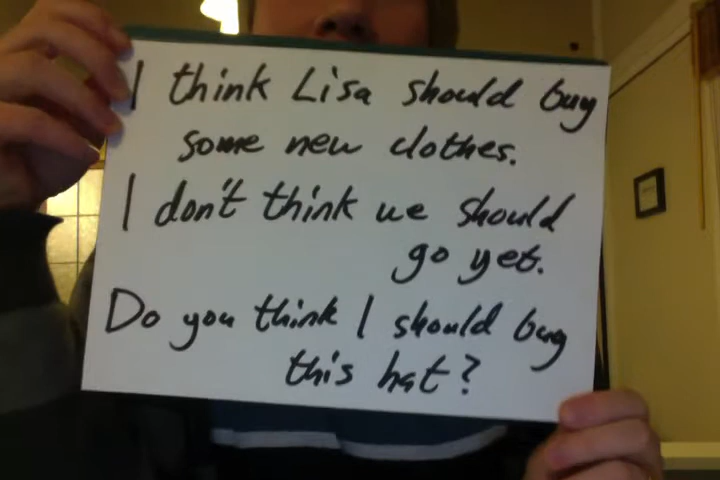 I think Lisa should buy
some new clothes.
I don't think we should
go yet.
Do you think I should buy
this hat?